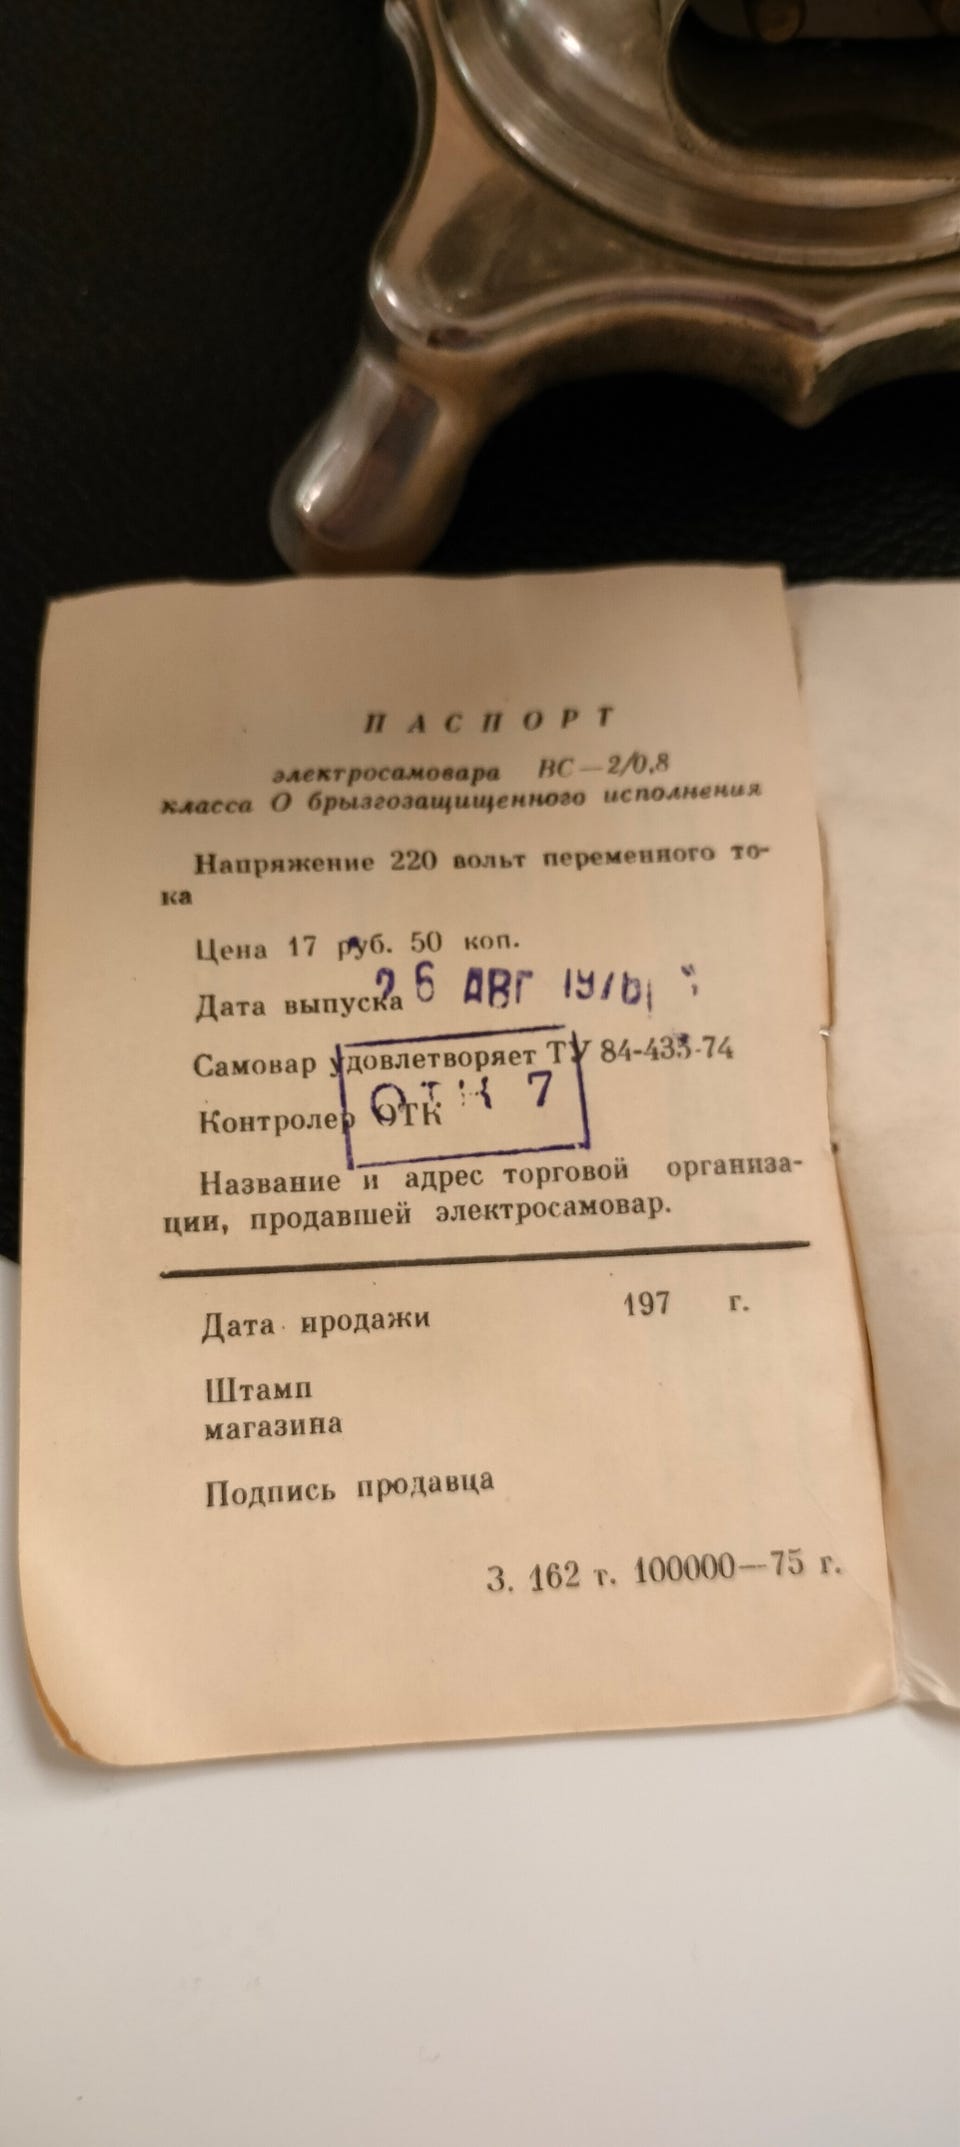 ПАСПОРТ
электросамовара ВС—2/0,8
класса О брызгозащищенного исполнения
Напряжение 220 вольт переменного то-
ка
Цена 17 руб. 50 коп.
Дата выпуска 26 АВГ 1976
Самовар удовлетворяет ТУ 84-435-74
Контролер ОТК
ОТК 7
Название и адрес торговой организа-
ции, продавшей электросамовар.
Дата продажи 197 г.
Штамп
магазина
Подпись продавца
З. 162 т. 100000—75 г.